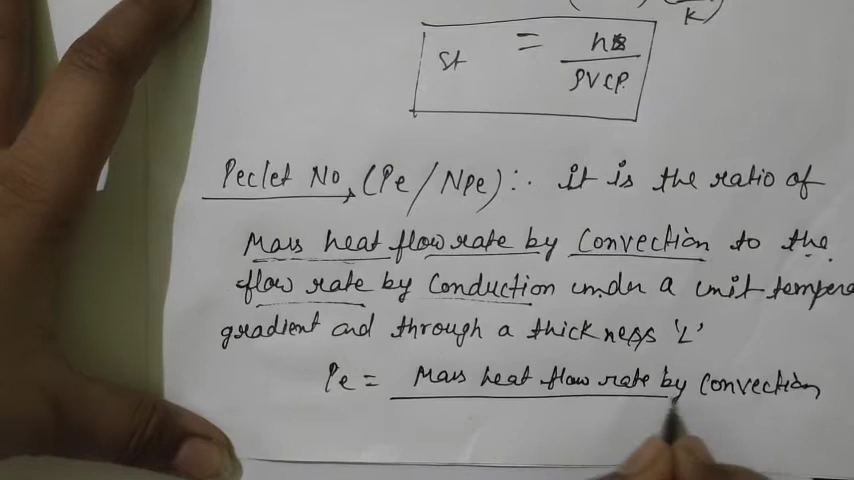 k)
St = h
ρVCP
Peclet No, (Pe/Npe):- it is the ratio of
Mass heat flow rate by Convection to the
flow rate by Conduction under a unit tempera
gradient and through a thickness 'L'
Pe = Mass heat flow rate by Convection